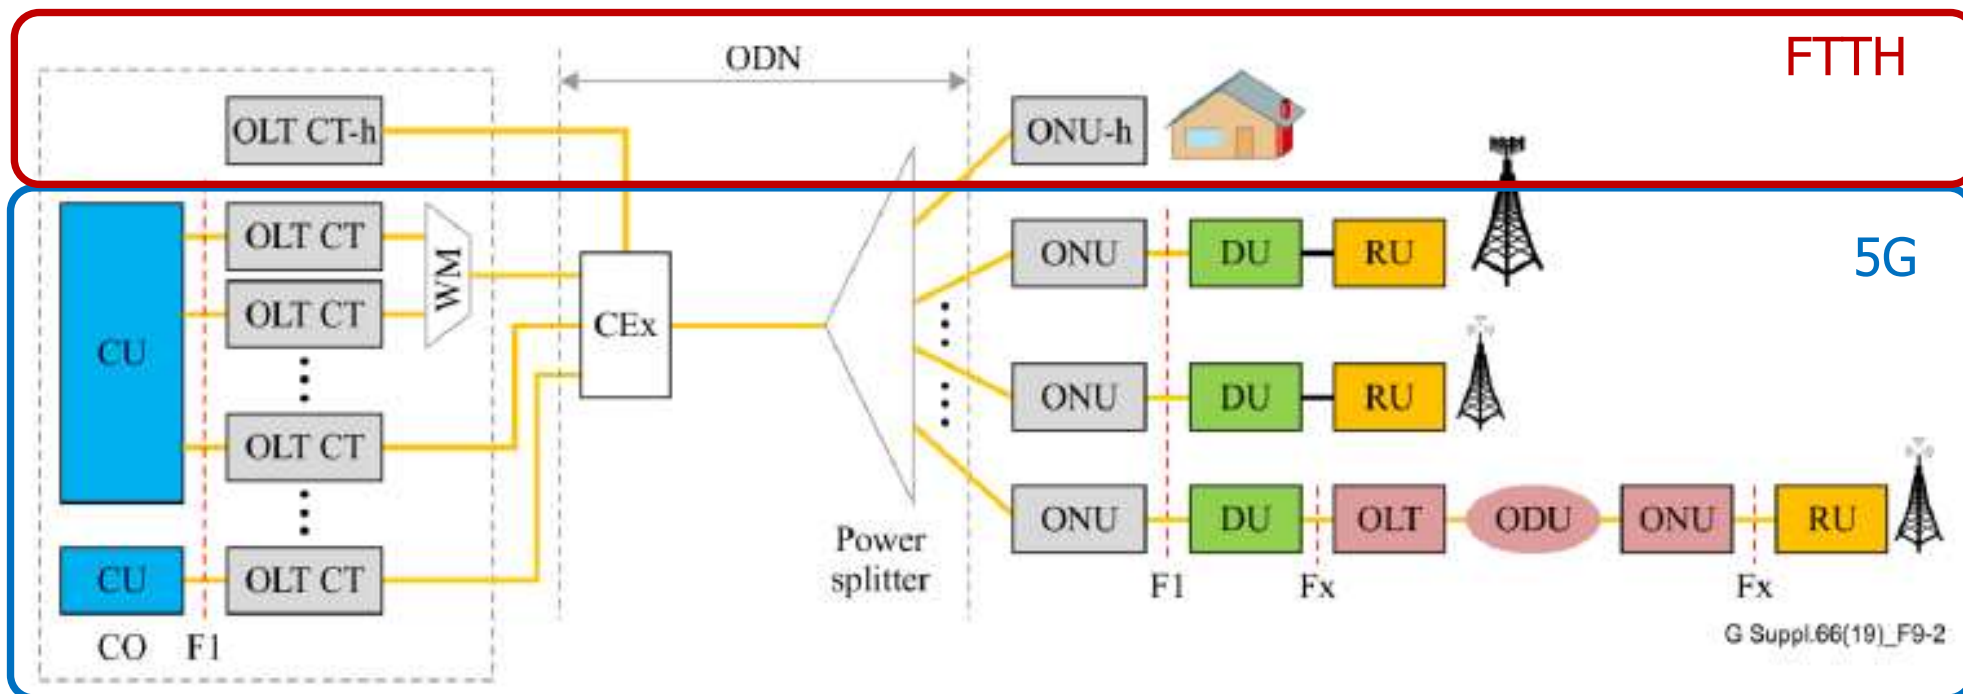 FTTH
ODN
OLT CT-h
ONU-h
5G
CU
OLT CT
OLT CT
WM
OLT CT
CU
OLT CT
CO
F1
CEx
Power
splitter
ONU
DU
RU
ONU
DU
RU
ONU
DU
OLT
ODU
ONU
RU
F1
Fx
Fx
G Suppl.66(19)_F9-2